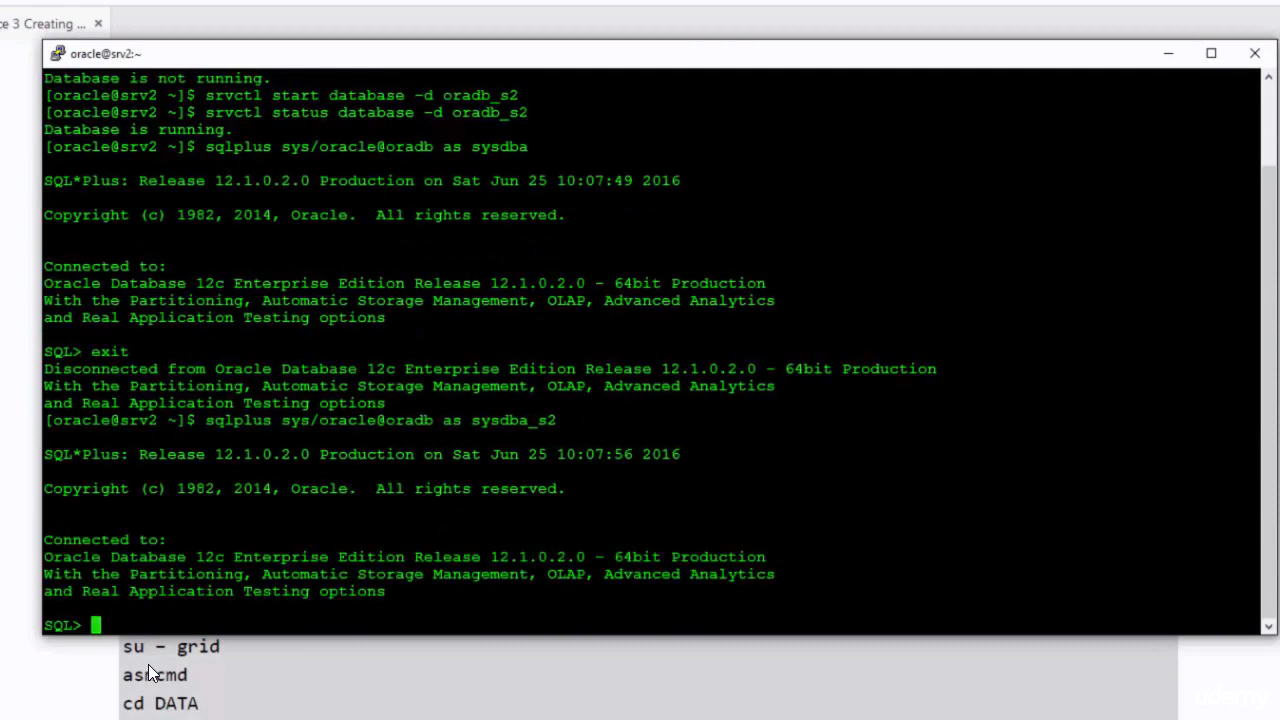 ce 3 Creating ... ×
oracle@srv2:~
Database is not running.
[oracle@srv2 ~]$ srvctl start database -d oradb_s2
[oracle@srv2 ~]$ srvctl status database -d oradb_s2
Database is running.
[oracle@srv2 ~]$ sqlplus sys/oracle@oradb as sysdba
SQL*Plus: Release 12.1.0.2.0 Production on Sat Jun 25 10:07:49 2016
Copyright (c) 1982, 2014, Oracle.  All rights reserved.
Connected to:
Oracle Database 12c Enterprise Edition Release 12.1.0.2.0 - 64bit Production
With the Partitioning, Automatic Storage Management, OLAP, Advanced Analytics
and Real Application Testing options
SQL> exit
Disconnected from Oracle Database 12c Enterprise Edition Release 12.1.0.2.0 - 64bit Production
With the Partitioning, Automatic Storage Management, OLAP, Advanced Analytics
and Real Application Testing options
[oracle@srv2 ~]$ sqlplus sys/oracle@oradb as sysdba_s2
SQL*Plus: Release 12.1.0.2.0 Production on Sat Jun 25 10:07:56 2016
Copyright (c) 1982, 2014, Oracle.  All rights reserved.
Connected to:
Oracle Database 12c Enterprise Edition Release 12.1.0.2.0 - 64bit Production
With the Partitioning, Automatic Storage Management, OLAP, Advanced Analytics
and Real Application Testing options
SQL>
su - grid
asmcmd
cd DATA
udemy